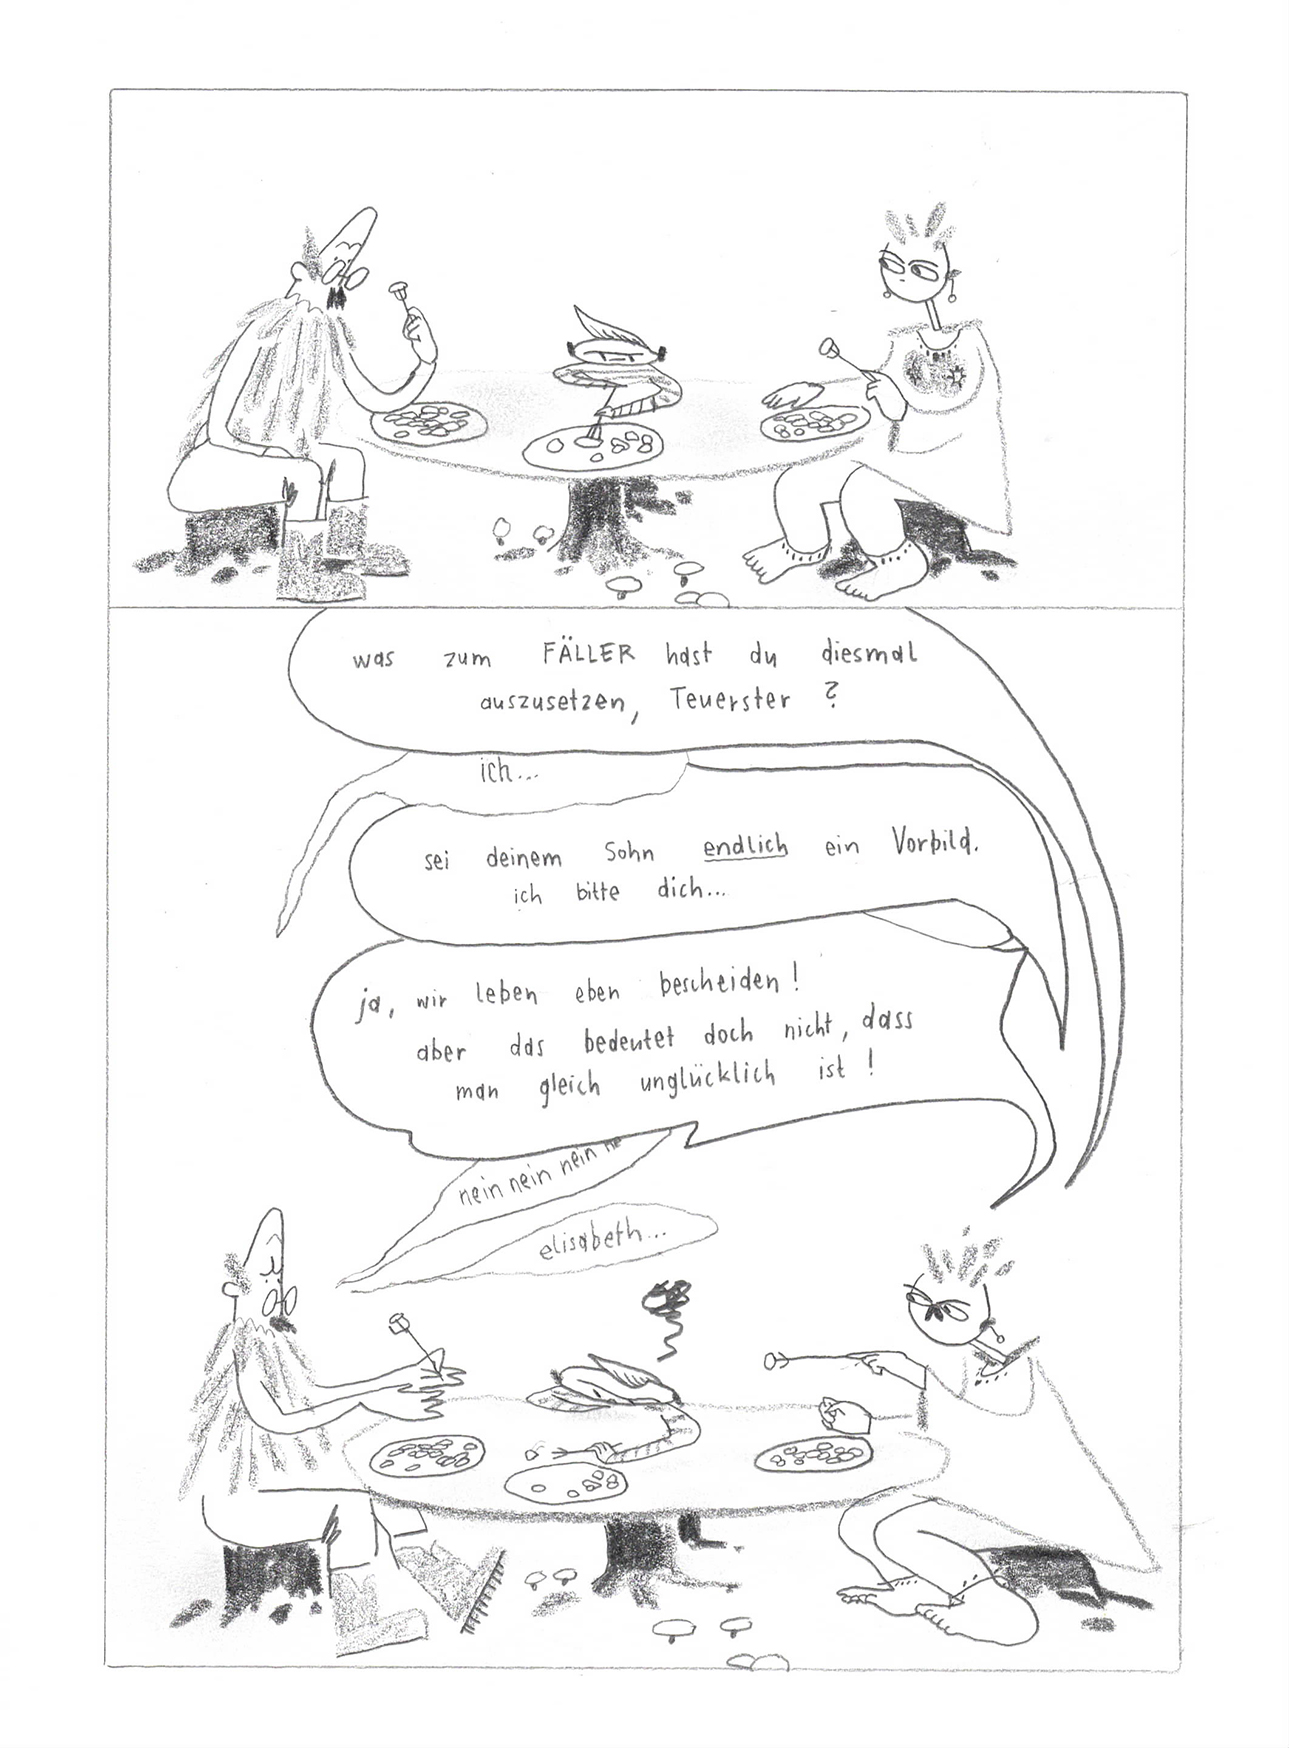 was zum FÄLLER hast du diesmal
auszusetzen, Teuerster ?
ich...
sei deinem Sohn endlich ein Vorbild.
ich bitte dich...
ja, wir leben eben bescheiden!
aber das bedeutet doch nicht, dass
man gleich unglücklich ist !
nein nein nein ne
elisabeth...